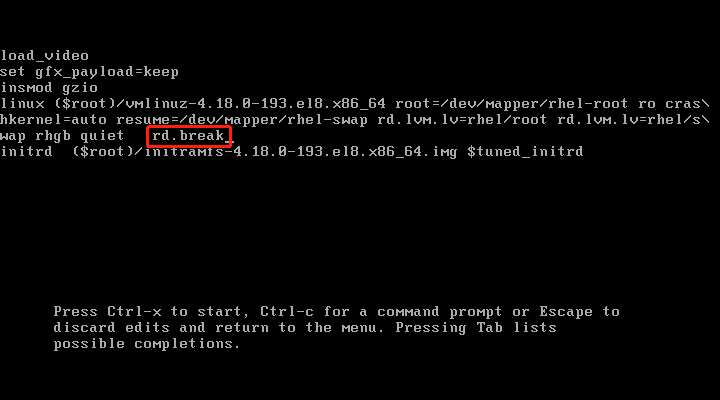 load_video
set gfx_payload=keep
insmod gzio
linux ($root)/vmlinuz-4.18.0-193.el8.x86_64 root=/dev/mapper/rhel-root ro cras\
hkernel=auto resume=/dev/mapper/rhel-swap rd.lvm.lv=rhel/root rd.lvm.lv=rhel/s\
wap rhgb quiet rd.break_
initrd ($root)/initramfs-4.18.0-193.el8.x86_64.img $tuned_initrd
Press Ctrl-x to start, Ctrl-c for a command prompt or Escape to
discard edits and return to the menu. Pressing Tab lists
possible completions.